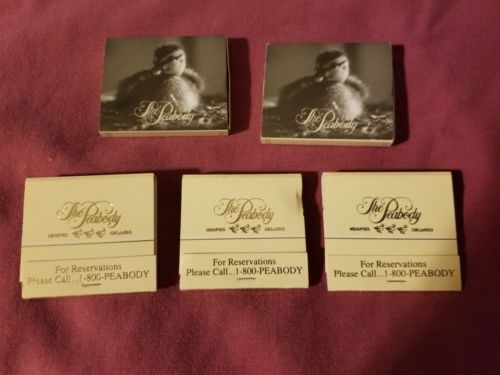 The Peabody
The Peabody
The Peabody
MEMPHIS ORLANDO
For Reservations
Please Call...1-800-PEABODY
The Peabody
MEMPHIS ORLANDO
For Reservations
Please Call...1-800-PEABODY
The Peabody
MEMPHIS ORLANDO
For Reservations
Please Call...1-800-PEABODY